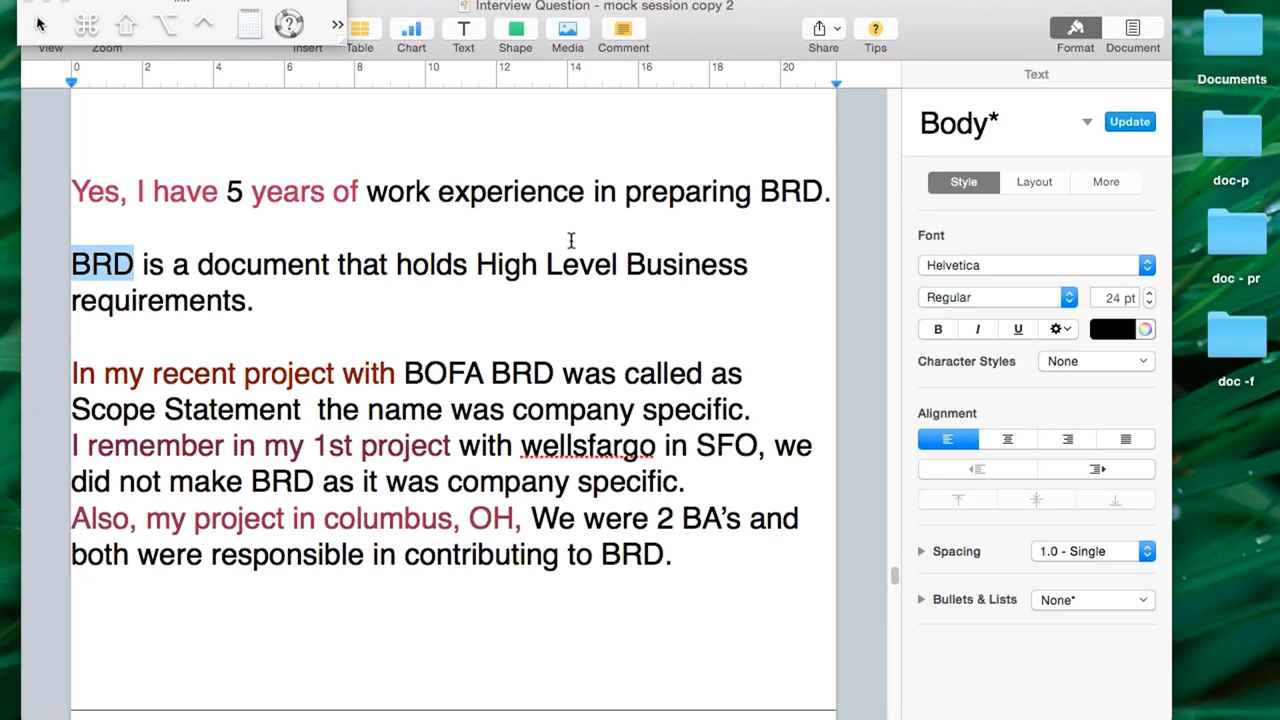 Interview Question - mock session copy 2
View Zoom Insert Table Chart Text Shape Media Comment Share Tips Format Document
0 2 4 6 8 10 12 14 16 18 20
Text
Documents
Body* Update
doc-p
Yes, I have 5 years of work experience in preparing BRD.
Style Layout More
BRD is a document that holds High Level Business
requirements.
Font
Helvetica
doc - pr
Regular 24 pt
B I U
Character Styles None
doc -f
In my recent project with BOFA BRD was called as
Scope Statement the name was company specific.
I remember in my 1st project with wellsfargo in SFO, we
did not make BRD as it was company specific.
Also, my project in columbus, OH, We were 2 BA's and
both were responsible in contributing to BRD.
Alignment
Spacing 1.0 - Single
Bullets & Lists None*